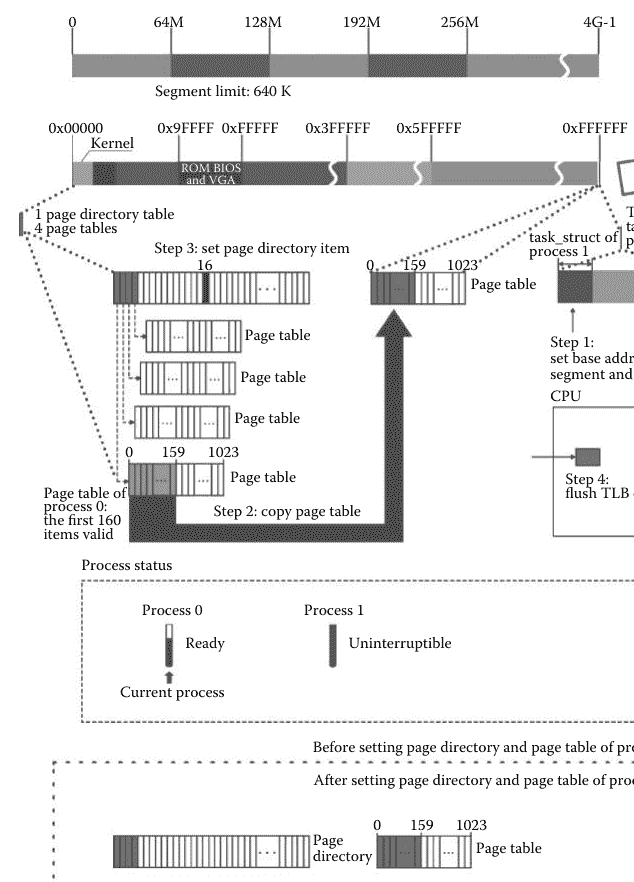 0 64M 128M 192M 256M 4G-1
Segment limit: 640 K
0x00000 0x9FFFF 0xFFFFF 0x3FFFFF 0x5FFFFF 0xFFFFFF
Kernel
ROM BIOS
and VGA
1 page directory table
4 page tables
T
ta
p
task_struct of
process 1
Step 3: set page directory item
16
0 159 1023
Page table
Page table
Page table
Page table
0 159 1023
Page table
Page table of
process 0:
the first 160
items valid
Step 2: copy page table
Step 1:
set base addr
segment and
CPU
Step 4:
flush TLB
Process status
Process 0 Process 1
Ready Uninterruptible
Current process
Before setting page directory and page table of pro
After setting page directory and page table of proc
0 159 1023
Page
directory
Page table